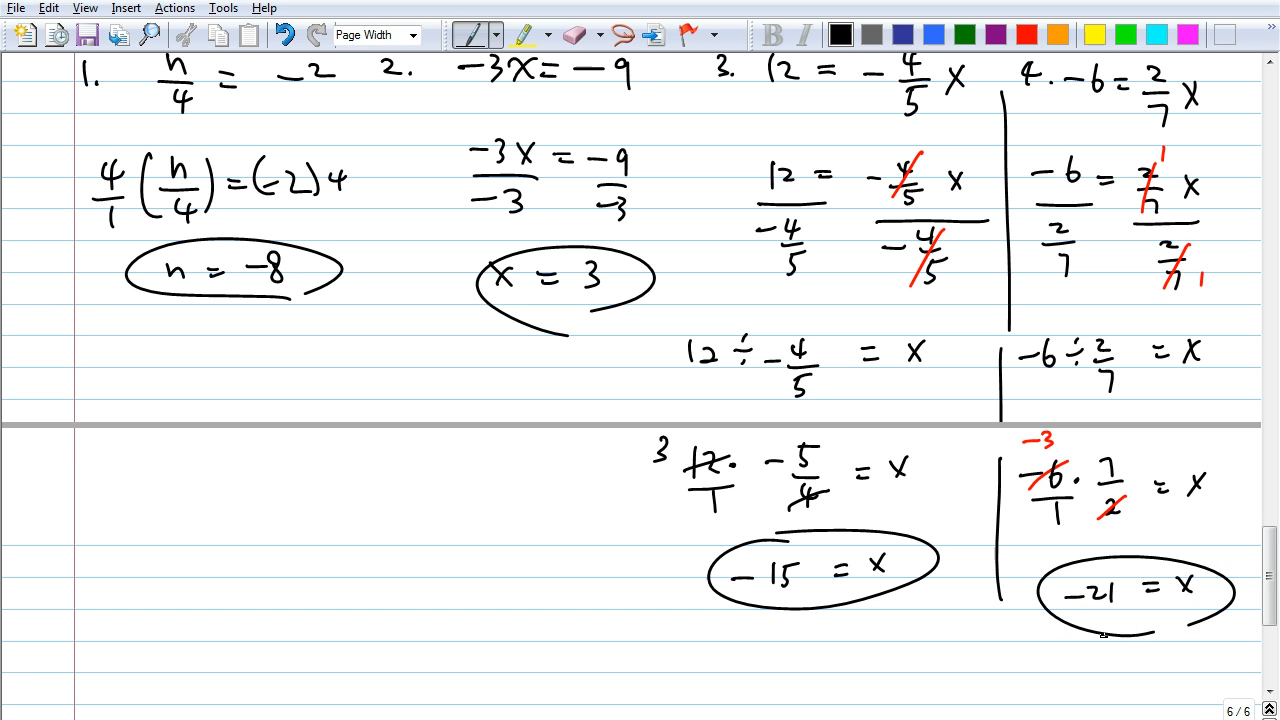 File Edit View Insert Actions Tools Help
Page Width
1. n/4 = -2
2. -3x = -9
3. 12 = -4/5 x
4. -6 = 2/7 x
4/1 (n/4) = (-2)4
n = -8
-3x/-3 = -9/-3
x = 3
12/(-4/5) = (-4/5 x)/(-4/5)
12 ÷ -4/5 = x
3 12/1 · -5/4 = x
-15 = x
-6/(2/7) = (2/7 x)/(2/7) 1 1
-6 ÷ 2/7 = x
-3 -6/1 · 7/2 = x
-21 = x
6 / 6